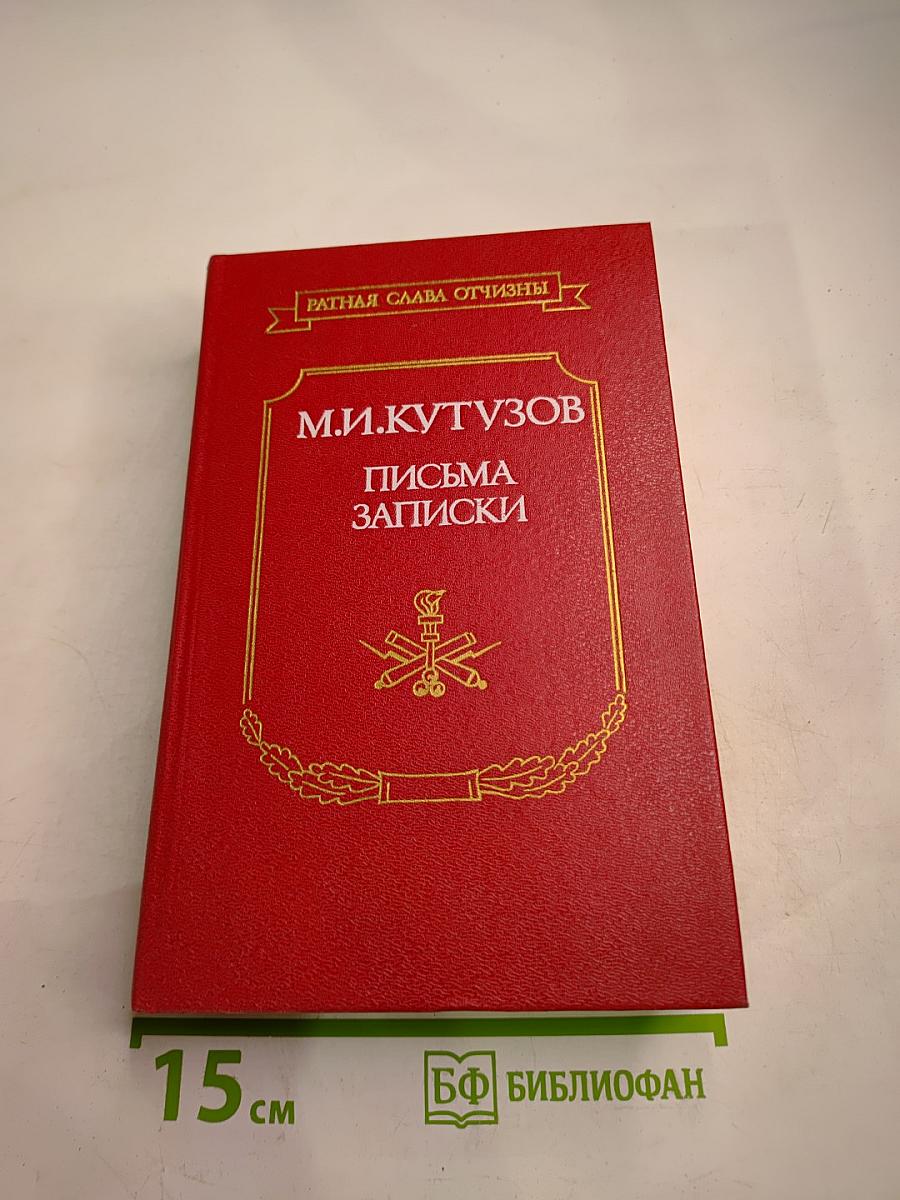 РАТНАЯ СЛАВА ОТЧИЗНЫ
М.И.КУТУЗОВ
ПИСЬМА
ЗАПИСКИ
15 см
БФ БИБЛИОФАН